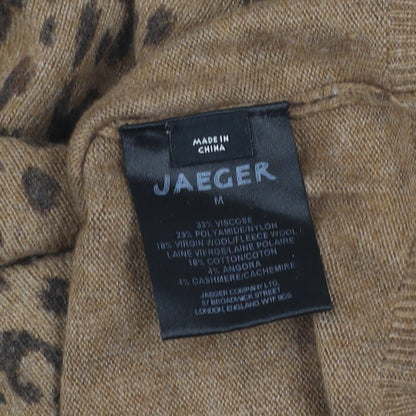 MADE IN
CHINA
JAEGER
M
33% VISCOSE
23% POLYAMIDE/NYLON
18% VIRGIN WOOL/FLEECE WOOL/
LAINE VIERGE/LAINE POLAIRE
18% COTTON/COTON
4% ANGORA
4% CASHMERE/CACHEMIRE
JAEGER COMPANY LTD.
57 BROADWICK STREET
LONDON, ENGLAND W1F 9QS